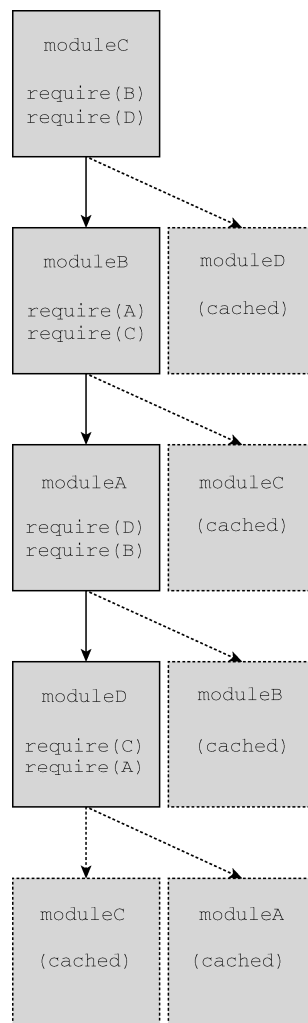 moduleC
require(B)
require(D)
moduleB
require(A)
require(C)
moduleD
(cached)
moduleA
require(D)
require(B)
moduleC
(cached)
moduleD
require(C)
require(A)
moduleB
(cached)
moduleC
(cached)
moduleA
(cached)